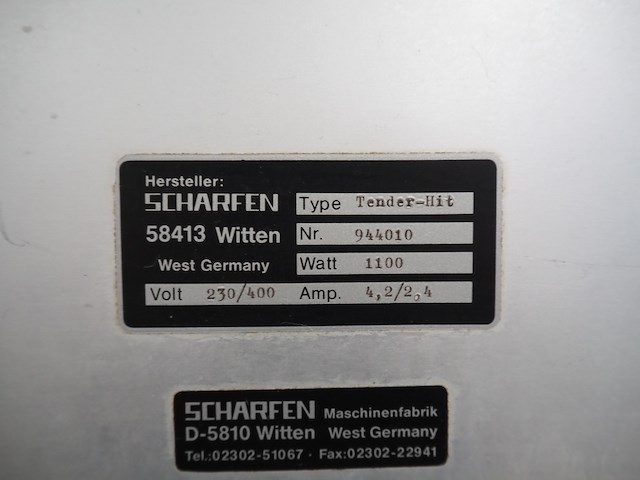 Hersteller:
SCHARFEN
58413 Witten
West Germany
Type Tender-Hit
Nr. 944010
Watt 1100
Volt 230/400 Amp. 4,2/2,4
SCHARFEN Maschinenfabrik
D-5810 Witten West Germany
Tel.:02302-51067 · Fax:02302-22941